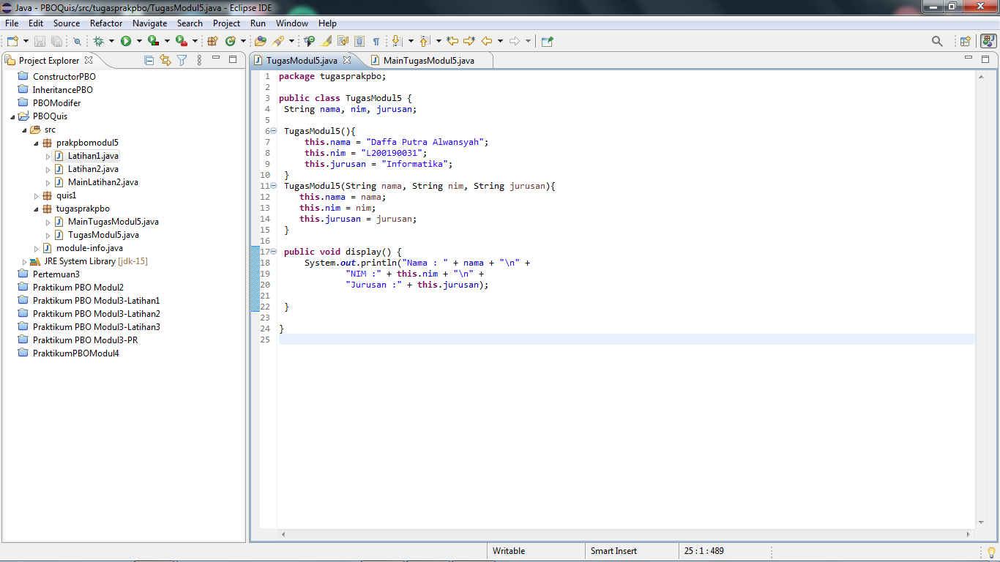 Java - PBOQuis/src/tugasprakpbo/TugasModul5.java - Eclipse IDE
File Edit Source Refactor Navigate Search Project Run Window Help
Project Explorer
ConstructorPBO
InheritancePBO
PBOModifer
PBOQuis
src
prakpbomodul5
Latihan1.java
Latihan2.java
MainLatihan2.java
quis1
tugasprakpbo
MainTugasModul5.java
TugasModul5.java
module-info.java
JRE System Library [jdk-15]
Pertemuan3
Praktikum PBO Modul2
Praktikum PBO Modul3-Latihan1
Praktikum PBO Modul3-Latihan2
Praktikum PBO Modul3-Latihan3
Praktikum PBO Modul3-PR
PraktikumPBOModul4
TugasModul5.java MainTugasModul5.java
1 package tugasprakpbo;
2
3 public class TugasModul5 {
4 String nama, nim, jurusan;
5
6 TugasModul5(){
7 this.nama = "Daffa Putra Alwansyah";
8 this.nim = "L200190031";
9 this.jurusan = "Informatika";
10 }
11 TugasModul5(String nama, String nim, String jurusan){
12 this.nama = nama;
13 this.nim = nim;
14 this.jurusan = jurusan;
15 }
16
17 public void display() {
18 System.out.println("Nama : " + nama + "\n" +
19 "NIM :" + this.nim + "\n" +
20 "Jurusan :" + this.jurusan);
21
22 }
23
24 }
25
Writable Smart Insert 25 : 1 : 489